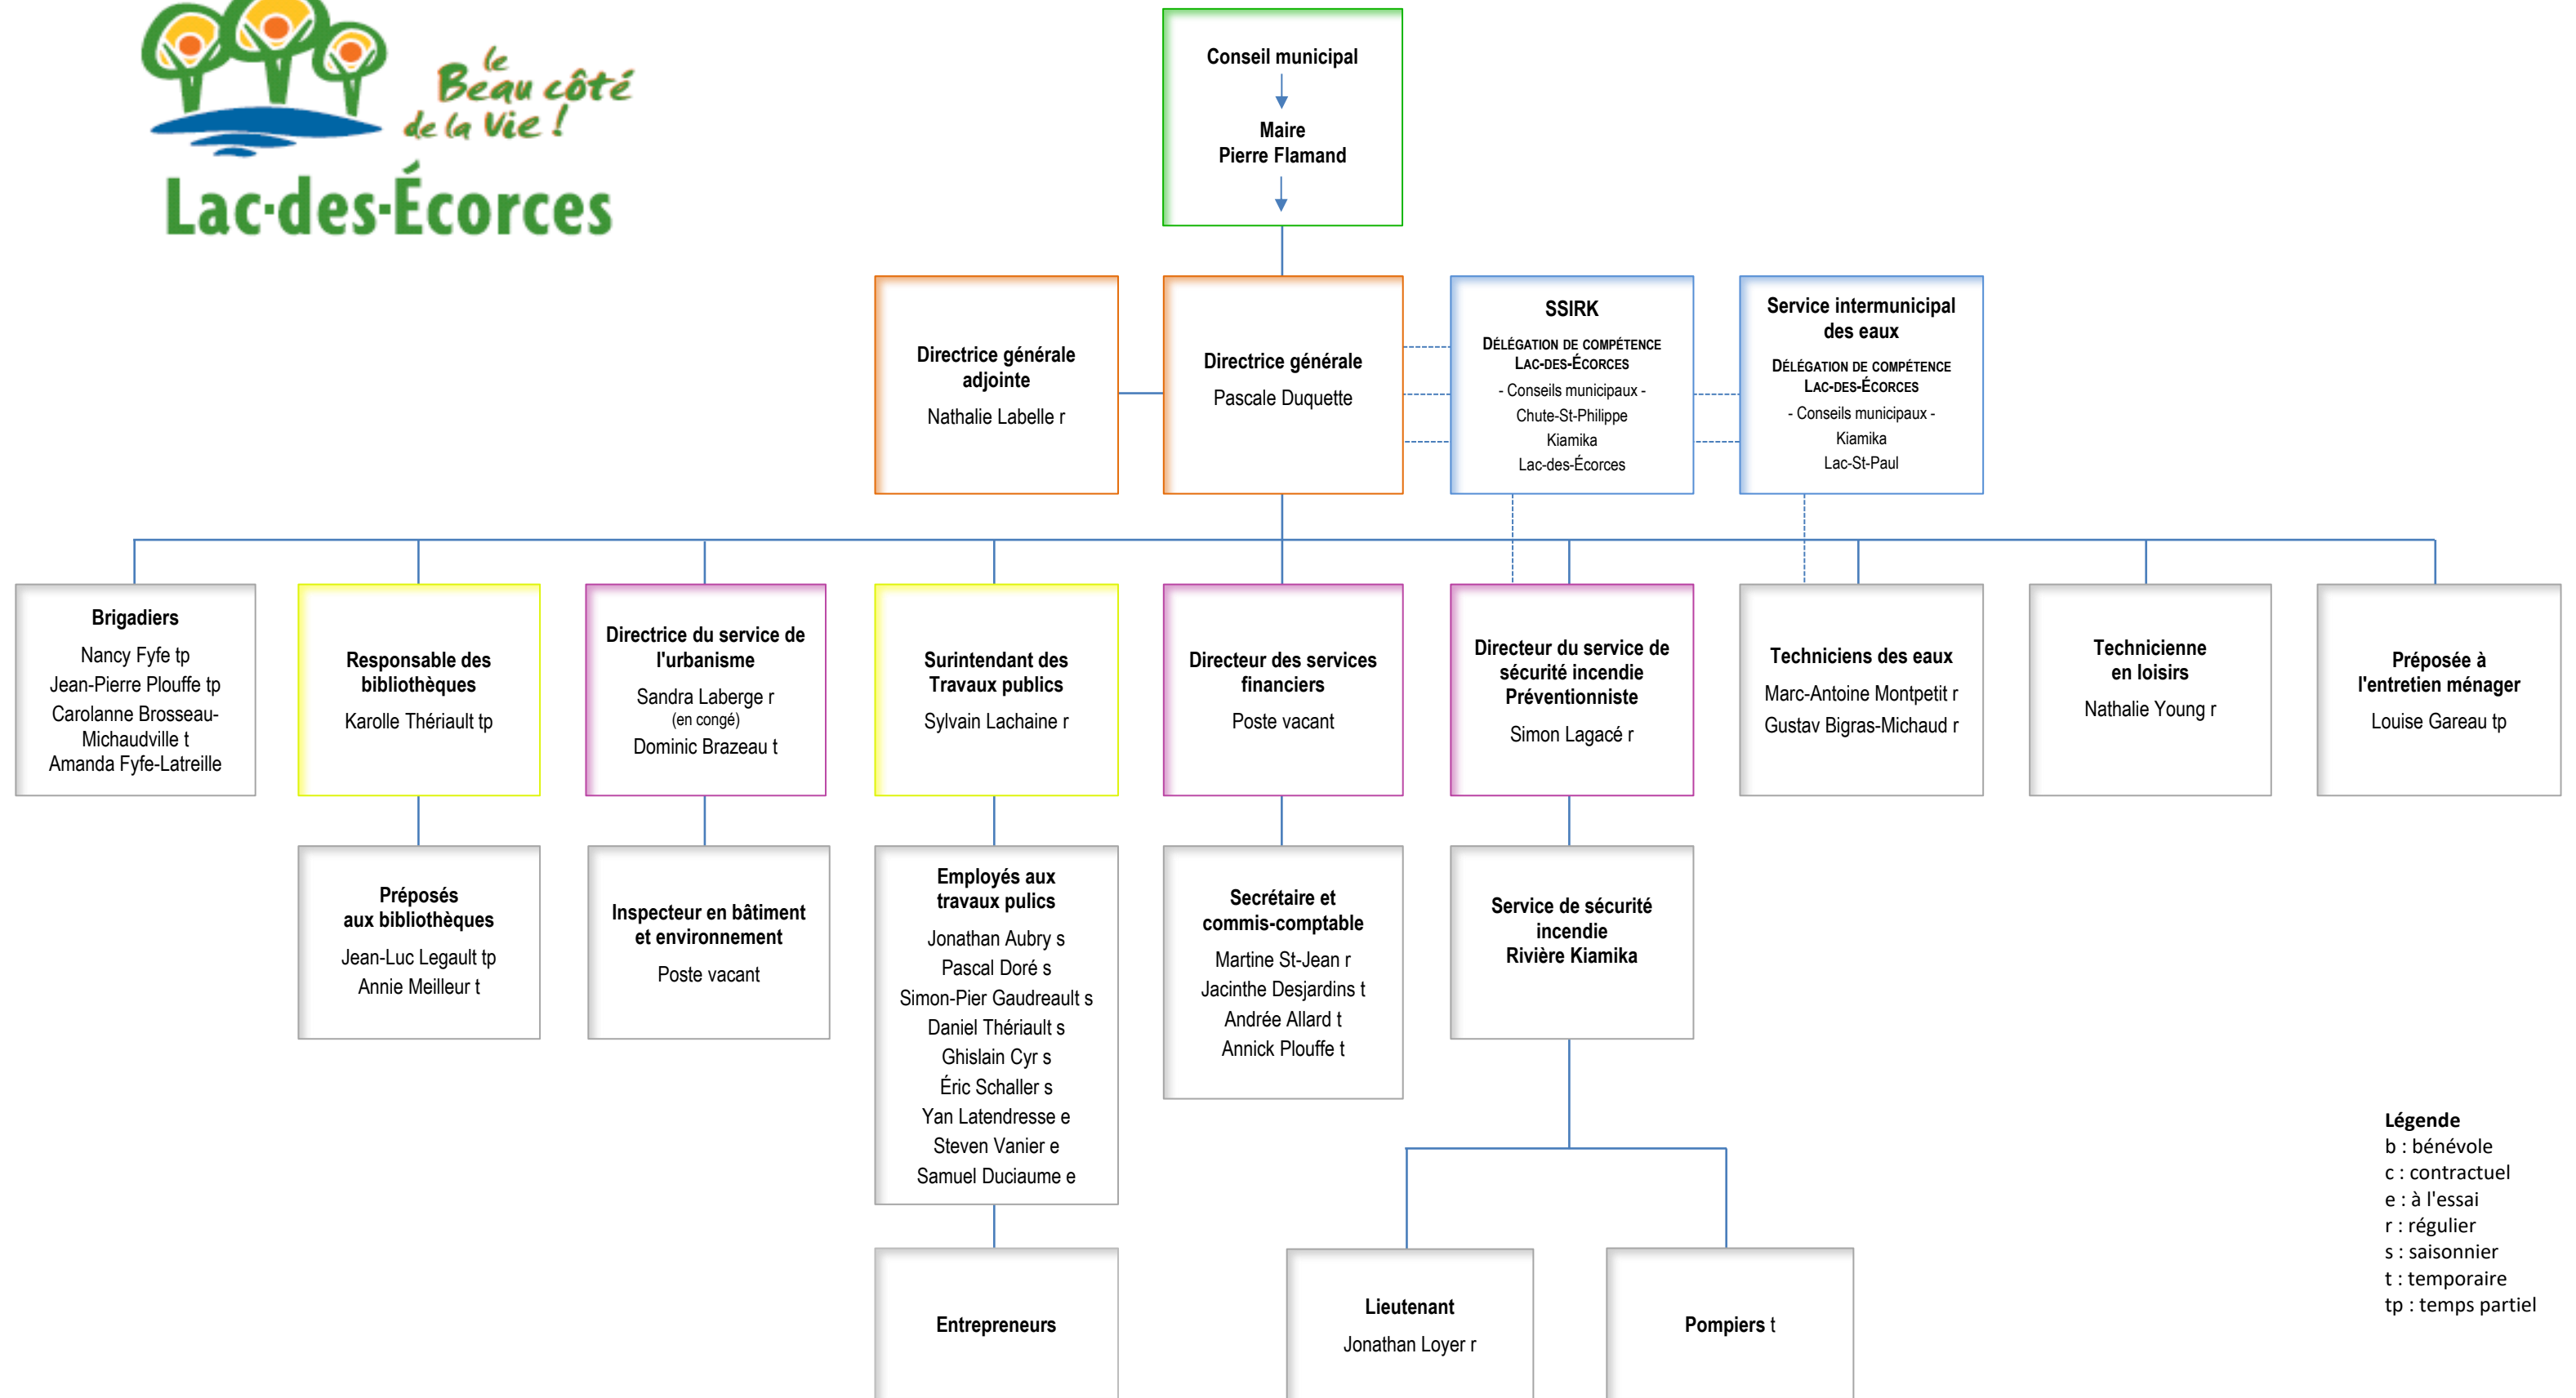 le
Beau côté
de la Vie !
Lac-des-Écorces
Conseil municipal
Maire
Pierre Flamand
Directrice générale
adjointe
Nathalie Labelle r
Directrice générale
Pascale Duquette
SSIRK
DÉLÉGATION DE COMPÉTENCE
LAC-DES-ÉCORCES
- Conseils municipaux -
Chute-St-Philippe
Kiamika
Lac-des-Écorces
Service intermunicipal
des eaux
DÉLÉGATION DE COMPÉTENCE
LAC-DES-ÉCORCES
- Conseils municipaux -
Kiamika
Lac-St-Paul
Brigadiers
Nancy Fyfe tp
Jean-Pierre Plouffe tp
Carolanne Brosseau-
Michaudville t
Amanda Fyfe-Latreille
Responsable des
bibliothèques
Karolle Thériault tp
Directrice du service de
l'urbanisme
Sandra Laberge r
(en congé)
Dominic Brazeau t
Surintendant des
Travaux publics
Sylvain Lachaine r
Directeur des services
financiers
Poste vacant
Directeur du service de
sécurité incendie
Préventionniste
Simon Lagacé r
Techniciens des eaux
Marc-Antoine Montpetit r
Gustav Bigras-Michaud r
Technicienne
en loisirs
Nathalie Young r
Préposée à
l'entretien ménager
Louise Gareau tp
Préposés
aux bibliothèques
Jean-Luc Legault tp
Annie Meilleur t
Inspecteur en bâtiment
et environnement
Poste vacant
Employés aux
travaux pulics
Jonathan Aubry s
Pascal Doré s
Simon-Pier Gaudreault s
Daniel Thériault s
Ghislain Cyr s
Éric Schaller s
Yan Latendresse e
Steven Vanier e
Samuel Duciaume e
Secrétaire et
commis-comptable
Martine St-Jean r
Jacinthe Desjardins t
Andrée Allard t
Annick Plouffe t
Service de sécurité
incendie
Rivière Kiamika
Entrepreneurs
Lieutenant
Jonathan Loyer r
Pompiers t
Légende
b : bénévole
c : contractuel
e : à l'essai
r : régulier
s : saisonnier
t : temporaire
tp : temps partiel